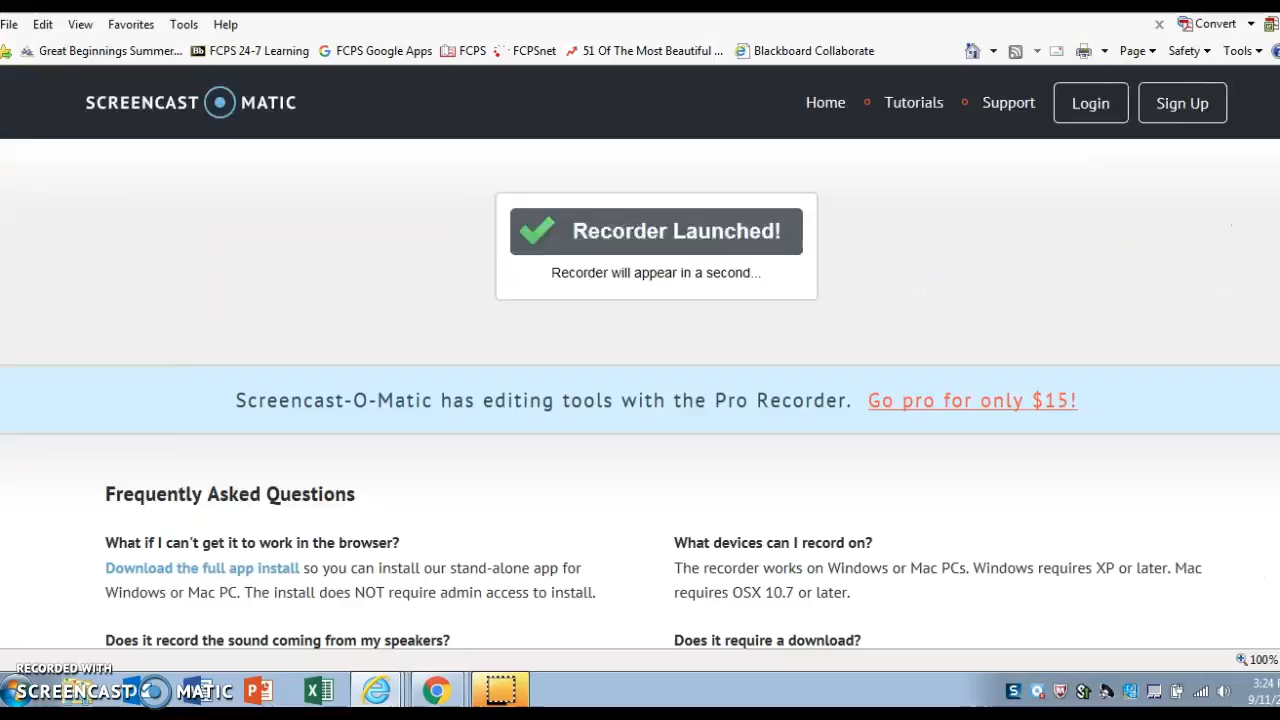 File Edit View Favorites Tools Help
Convert
Great Beginnings Summer... FCPS 24-7 Learning FCPS Google Apps FCPS FCPSnet 51 Of The Most Beautiful ... Blackboard Collaborate Page Safety Tools
SCREENCAST MATIC Home Tutorials Support Login Sign Up
Recorder Launched!
Recorder will appear in a second...
Screencast-O-Matic has editing tools with the Pro Recorder. Go pro for only $15!
Frequently Asked Questions
What if I can't get it to work in the browser?
Download the full app install so you can install our stand-alone app for
Windows or Mac PC. The install does NOT require admin access to install.
What devices can I record on?
The recorder works on Windows or Mac PCs. Windows requires XP or later. Mac
requires OSX 10.7 or later.
Does it record the sound coming from my speakers?
Does it require a download?
100%
RECORDED WITH
SCREENCAST MATIC
3:24
9/11/2